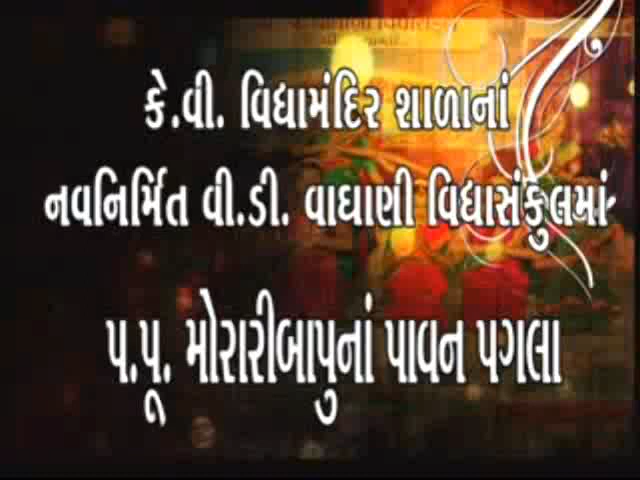 કે.વી. વિદ્યામંદિર શાળાનાં
નવનિર્મિત વી.ડી. વાઘાણી વિદ્યાસંકુલમાં
પ.પૂ. મોરારીબાપુનાં પાવન પગલા